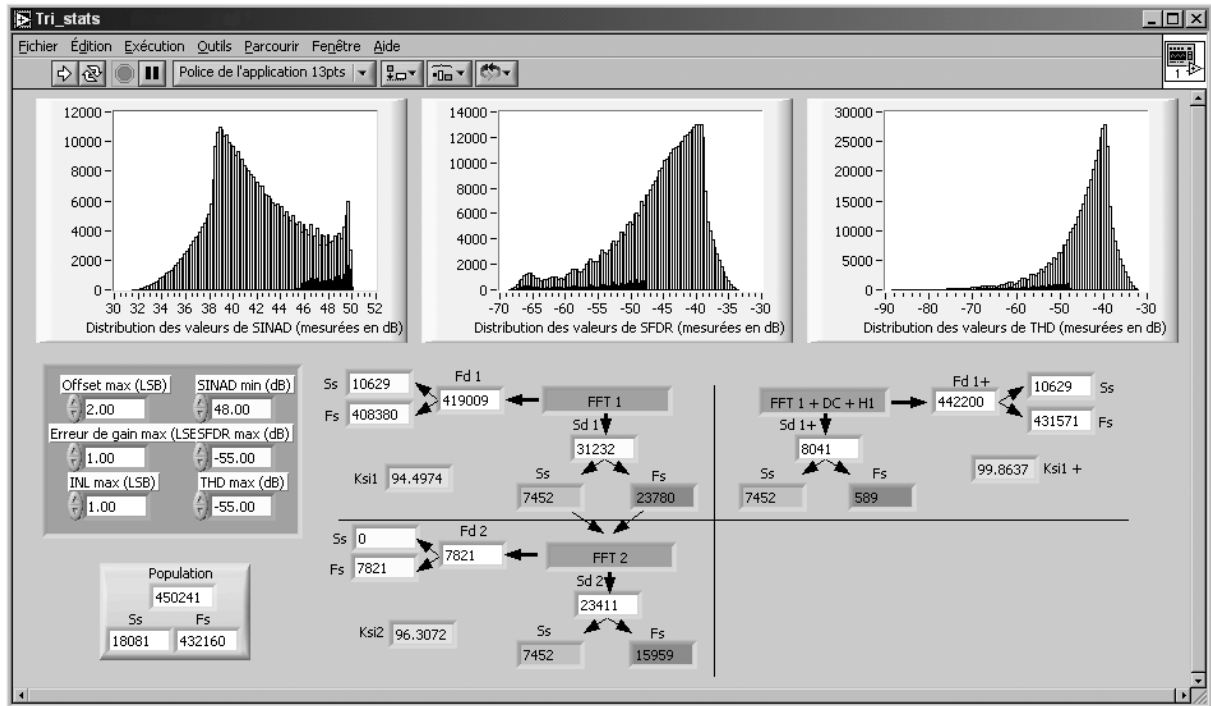 Tri_stats
Fichier Édition Exécution Outils Parcourir Fenêtre Aide
Police de l'application 13pts
1
12000
10000
8000
6000
4000
2000
0
30 32 34 36 38 40 42 44 46 48 50 52
Distribution des valeurs de SINAD (mesurées en dB)
14000
12000
10000
8000
6000
4000
2000
0
-70 -65 -60 -55 -50 -45 -40 -35 -30
Distribution des valeurs de SFDR (mesurées en dB)
30000
25000
20000
15000
10000
5000
0
-90 -80 -70 -60 -50 -40 -30
Distribution des valeurs de THD (mesurées en dB)
Offset max (LSB) SINAD min (dB)
2.00 48.00
Erreur de gain max (LSE SFDR max (dB)
1.00 -55.00
INL max (LSB) THD max (dB)
1.00 -55.00
Population
450241
Ss Fs
18081 432160
Ss 10629 Fd 1
Fs 408380 419009 FFT 1
Sd 1
31232
Ksi1 94.4974
Ss Fs
7452 23780
FFT 1 + DC + H1 Fd 1+
442200 10629 Ss
431571 Fs
Sd 1+
8041
Ss Fs
7452 589
99.8637 Ksi1 +
Ss 0 Fd 2
Fs 7821 7821 FFT 2
Sd 2
23411
Ksi2 96.3072
Ss Fs
7452 15959